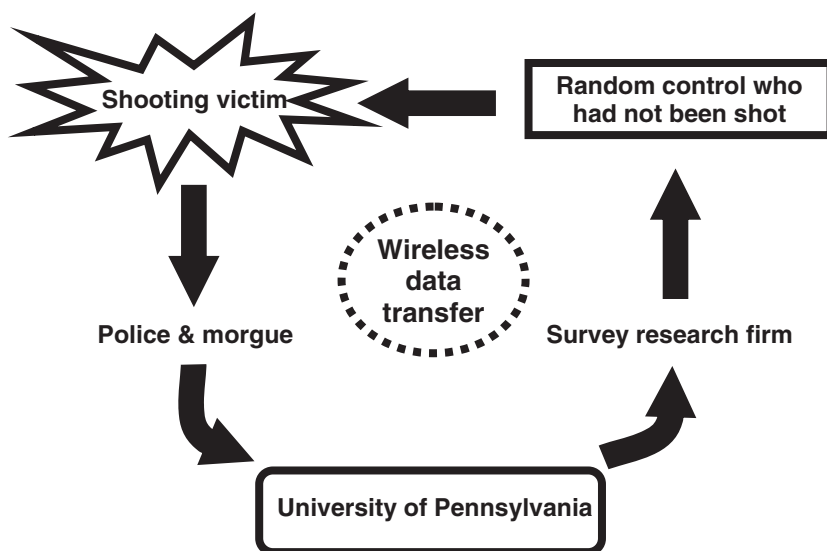 Shooting victim
Random control who
had not been shot
Wireless
data
transfer
Police & morgue
Survey research firm
University of Pennsylvania